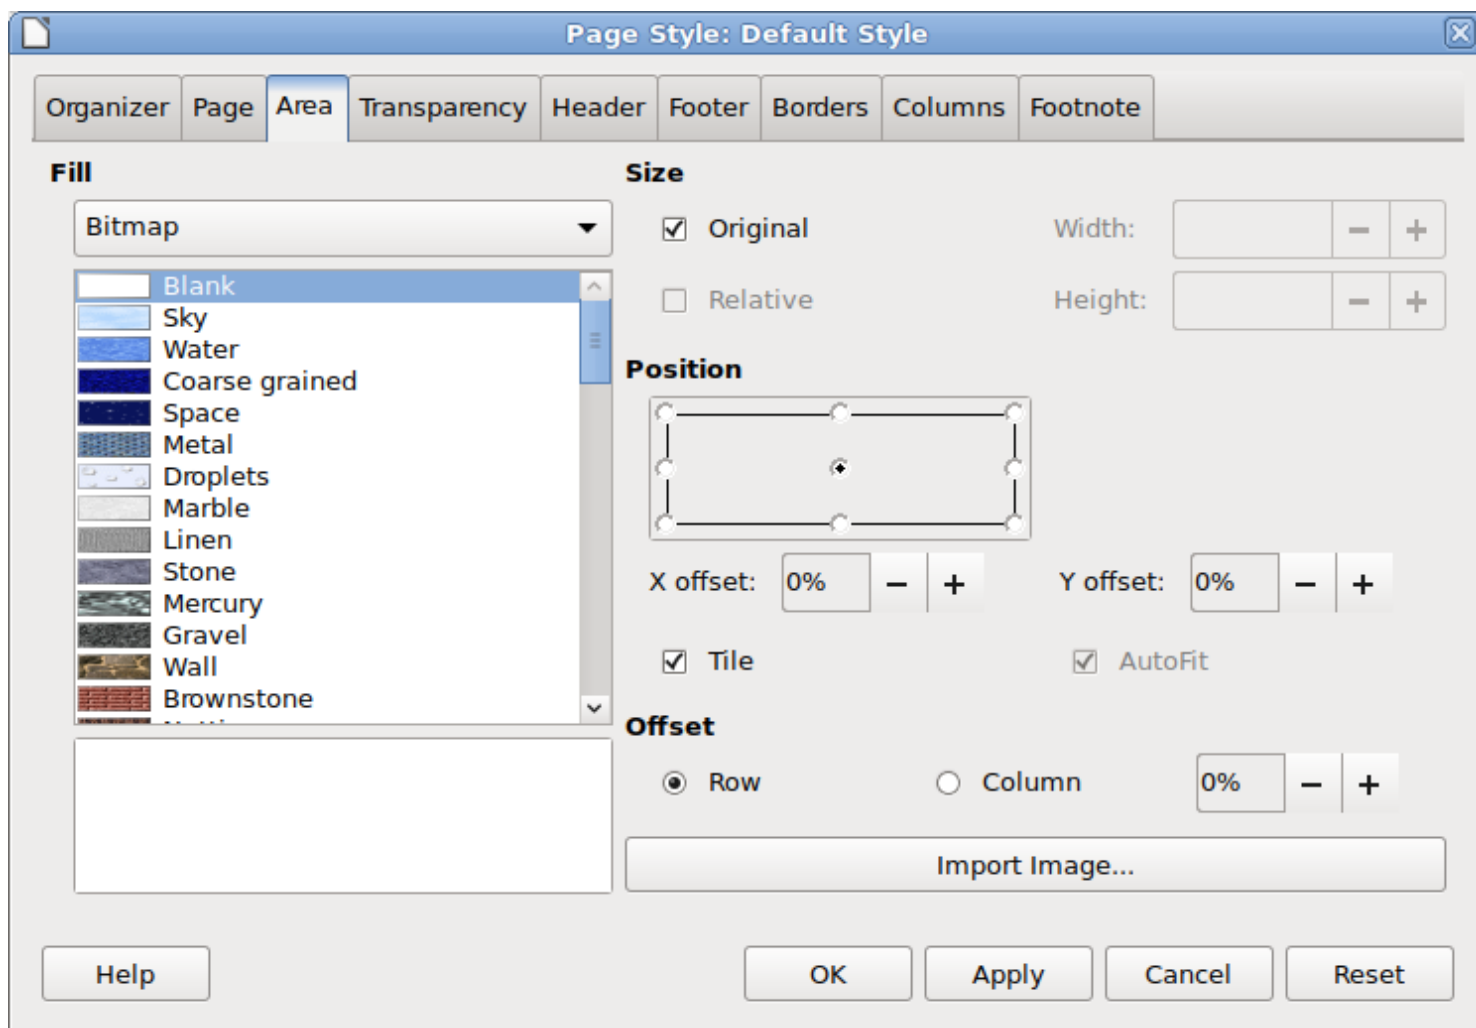 Page Style: Default Style
Organizer Page Area Transparency Header Footer Borders Columns Footnote
Fill
Bitmap
Blank
Sky
Water
Coarse grained
Space
Metal
Droplets
Marble
Linen
Stone
Mercury
Gravel
Wall
Brownstone
Size
Original Width:
Relative Height:
Position
X offset: 0% Y offset: 0%
Tile AutoFit
Offset
Row Column 0%
Import Image...
Help OK Apply Cancel Reset